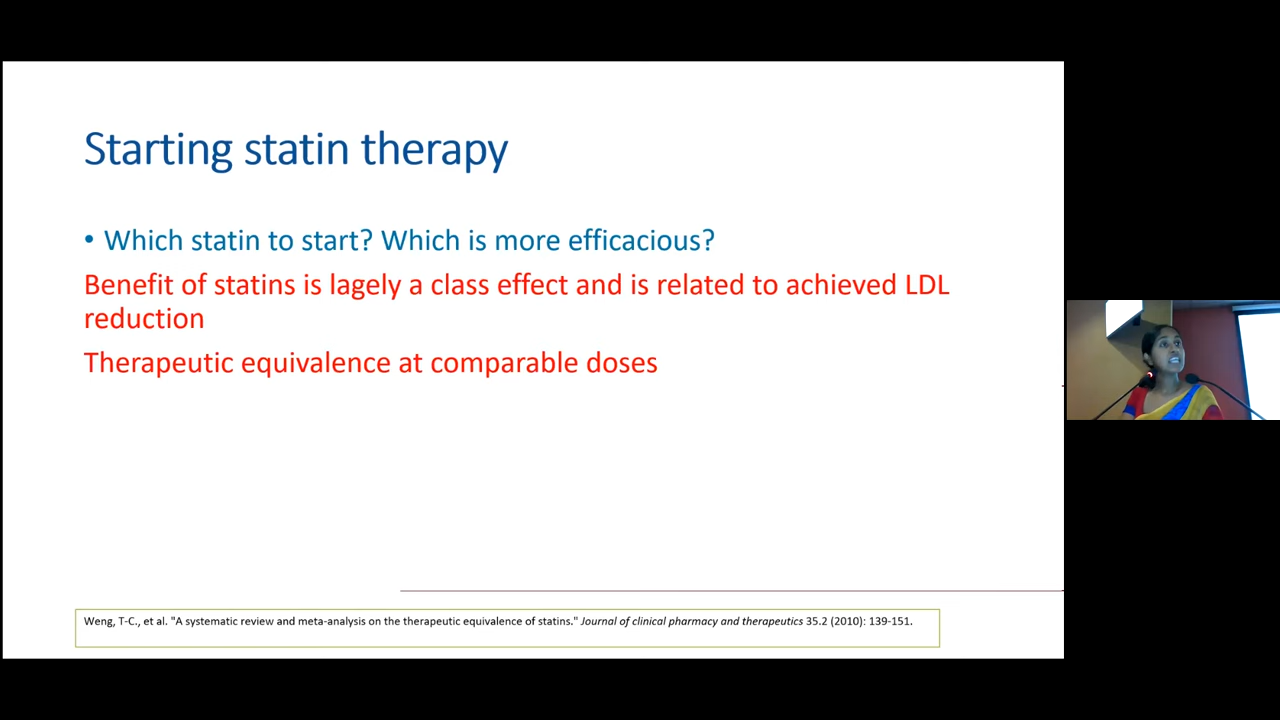 Starting statin therapy
• Which statin to start? Which is more efficacious?
Benefit of statins is lagely a class effect and is related to achieved LDL
reduction
Therapeutic equivalence at comparable doses
Weng, T-C., et al. "A systematic review and meta-analysis on the therapeutic equivalence of statins." Journal of clinical pharmacy and therapeutics 35.2 (2010): 139-151.